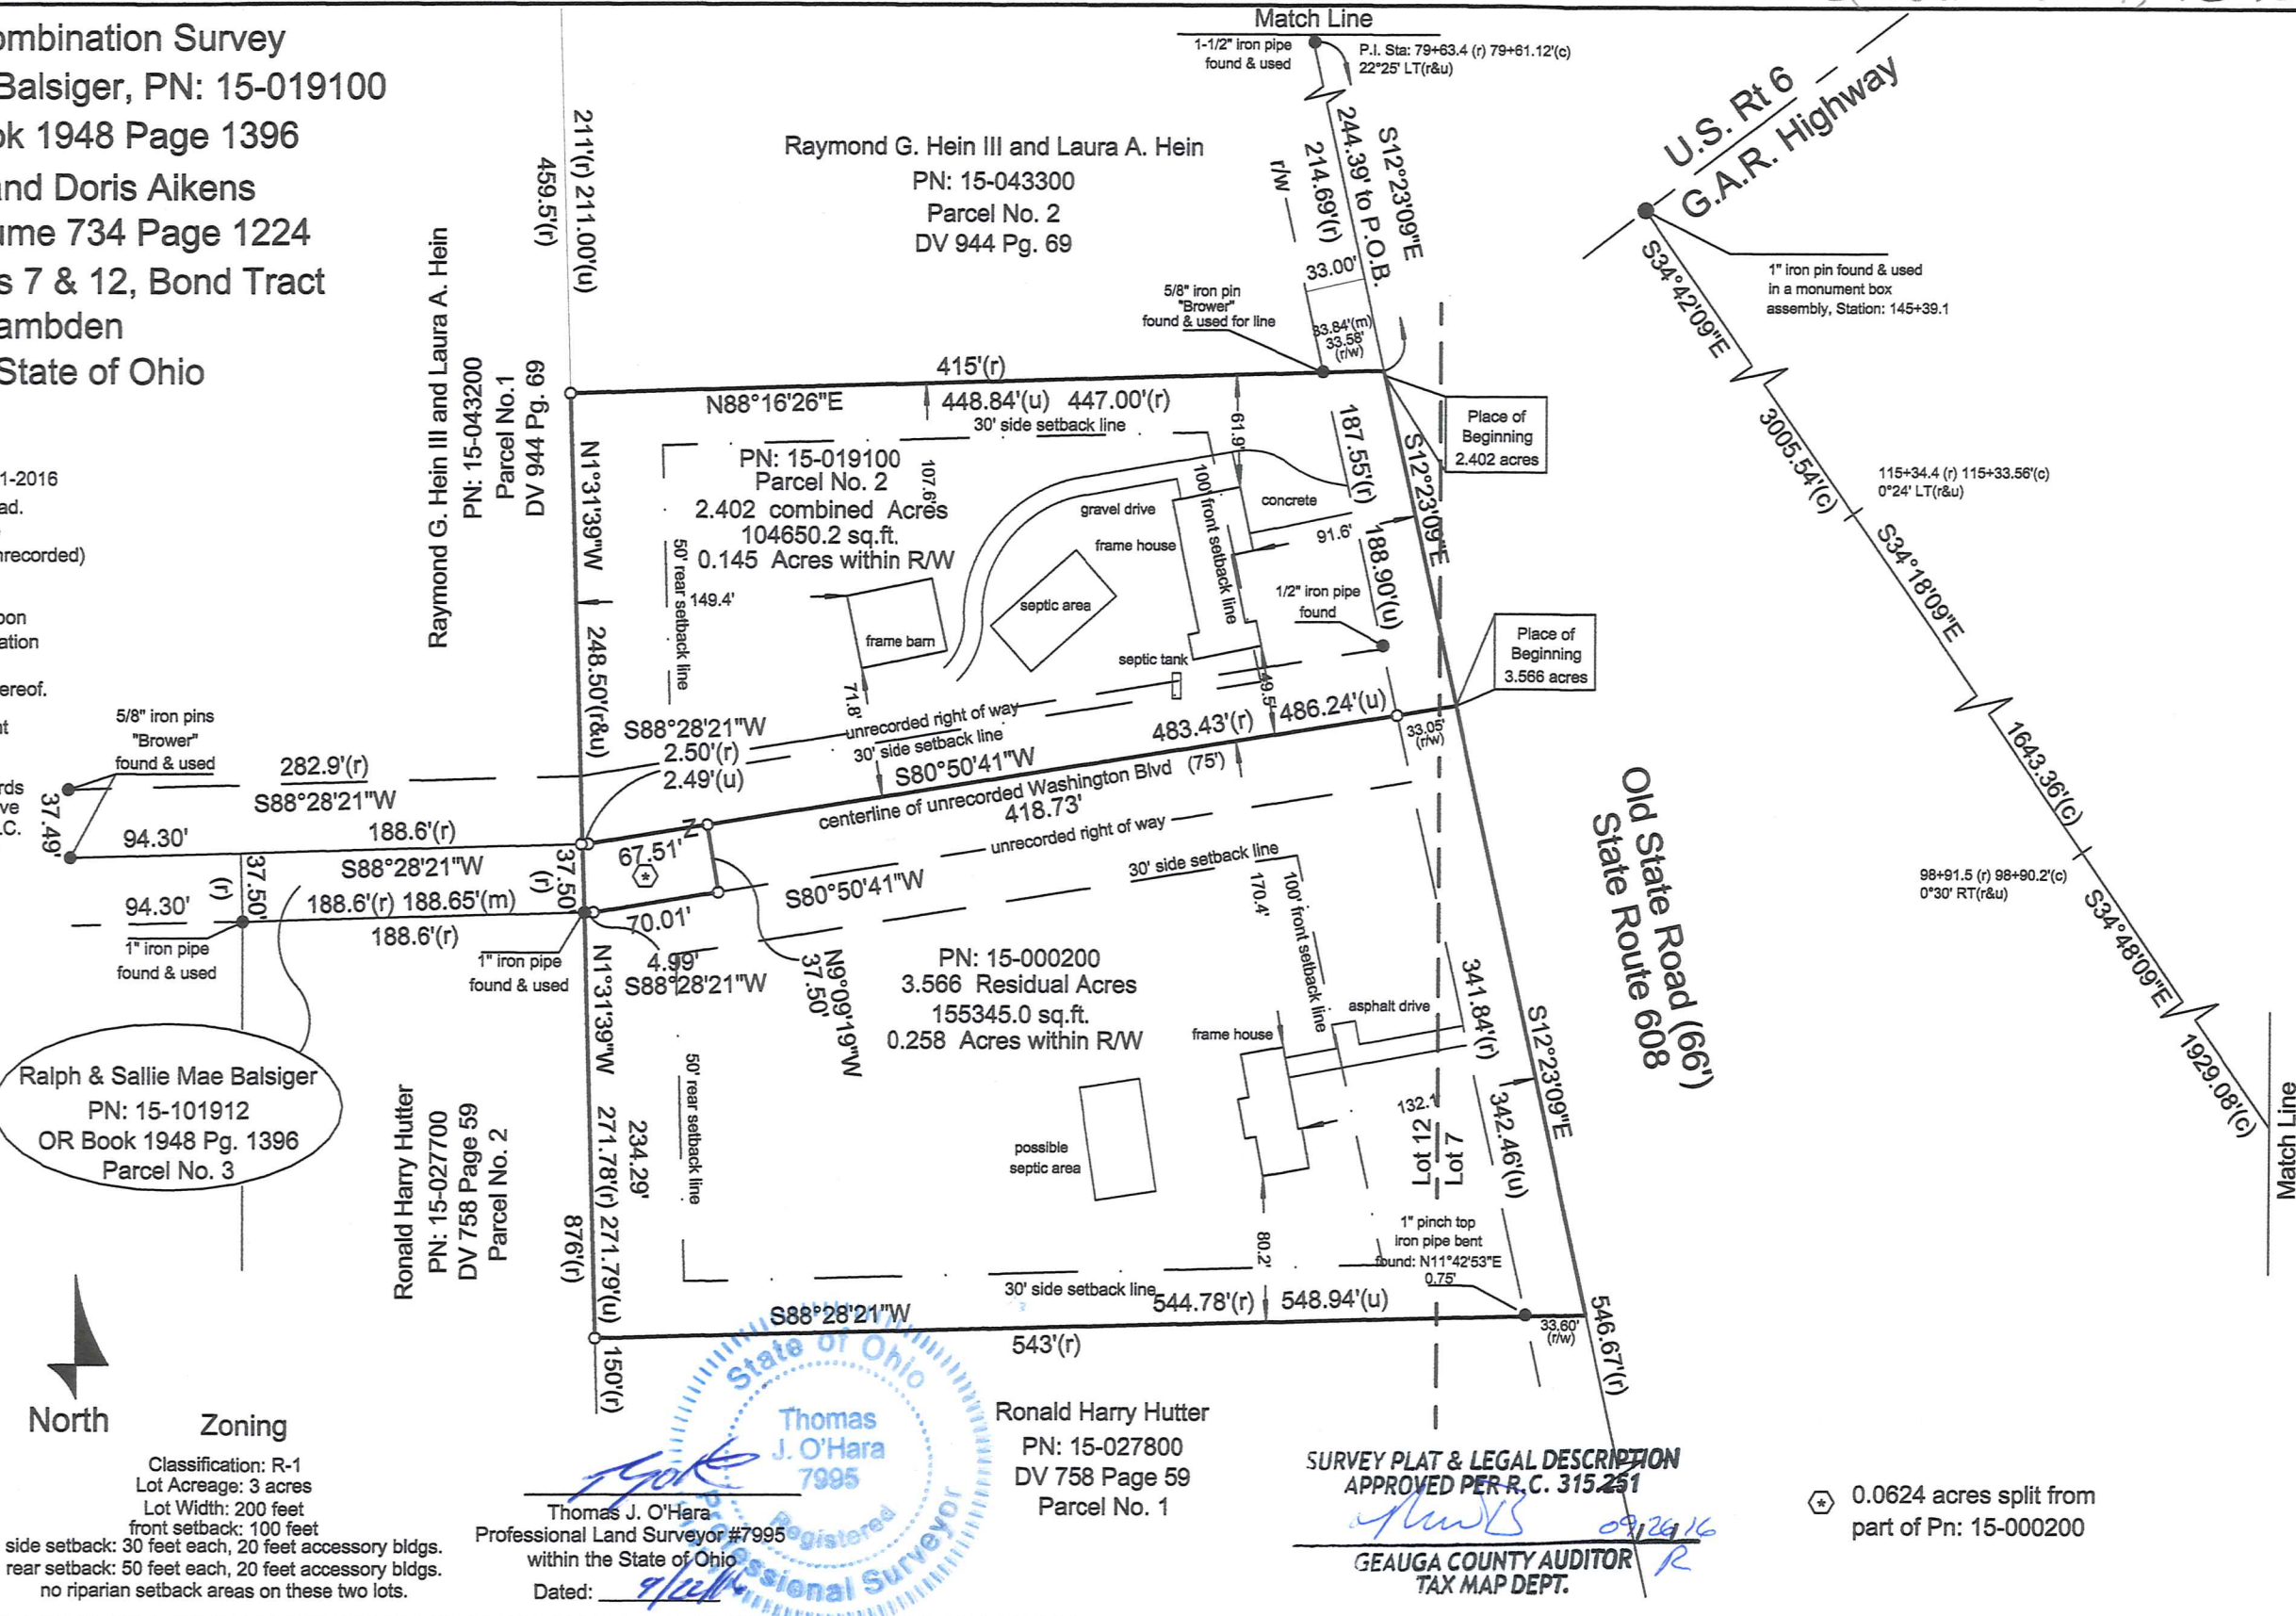 ombination Survey
Balsiger, PN: 15-019100
ok 1948 Page 1396
and Doris Aikens
ume 734 Page 1224
s 7 & 12, Bond Tract
ambden
State of Ohio
1-2016
ad.
nrecorded)
oon
ation
ereof.
nt
rds
ve
.C.
Match Line
1-1/2" iron pipe
found & used
P.I. Sta: 79+63.4 (r) 79+61.12'(c)
22°25' LT(r&u)
S12°23'09"E
244.39' to P.O.B.
214.69'(r)
r/w
33.00'
33.84'(m)
33.58'
(r/w)
5/8" iron pin
"Brower"
found & used for line
Raymond G. Hein III and Laura A. Hein
PN: 15-043300
Parcel No. 2
DV 944 Pg. 69
211'(r) 211.00'(u)
459.5'(r)
Raymond G. Hein III and Laura A. Hein
PN: 15-043200
Parcel No.1
DV 944 Pg. 69
U.S. Rt 6
G.A.R. Highway
1" iron pin found & used
in a monument box
assembly, Station: 145+39.1
S34°42'09"E
3005.54'(c)
115+34.4 (r) 115+33.56'(c)
0°24' LT(r&u)
S34°18'09"E
1643.36'(c)
98+91.5 (r) 98+90.2'(c)
0°30' RT(r&u)
S34°48'09"E
1929.08'(c)
Match Line
415'(r)
N88°16'26"E
448.84'(u) 447.00'(r)
30' side setback line
Place of
Beginning
2.402 acres
PN: 15-019100
Parcel No. 2
2.402 combined Acres
104650.2 sq.ft.
0.145 Acres within R/W
107.6'
61.9'
187.55'(r)
S12°23'09"E
188.90'(u)
gravel drive
concrete
frame house
100' front setback line
91.6'
N1°31'39"W
248.50'(r&u)
50' rear setback line
149.4'
frame barn
71.8'
septic area
septic tank
49.5'
1/2" iron pipe
found
Place of
Beginning
3.566 acres
S88°28'21"W
2.50'(r)
2.49'(u)
unrecorded right of way
30' side setback line
S80°50'41"W
483.43'(r)
486.24'(u)
33.05'
(r/w)
centerline of unrecorded Washington Blvd (75')
418.73'
unrecorded right of way
5/8" iron pins
"Brower"
found & used
282.9'(r)
S88°28'21"W
37.49'
94.30'
188.6'(r)
S88°28'21"W
37.50'
(r)
37.50'
(r)
94.30'
188.6'(r) 188.65'(m)
188.6'(r)
1" iron pipe
found & used
1" iron pipe
found & used
Z
67.51'
*
70.01'
4.99'
S88°28'21"W
N9°09'19"W
37.50'
S80°50'41"W
30' side setback line
170.4'
100' front setback line
Old State Road (66')
State Route 608
PN: 15-000200
3.566 Residual Acres
155345.0 sq.ft.
0.258 Acres within R/W
frame house
asphalt drive
341.84'(r)
S12°23'09"E
342.46'(u)
132.1
Lot 12
Lot 7
possible
septic area
80.2'
1" pinch top
iron pipe bent
found: N11°42'53"E
0.75'
N1°31'39"W
271.78'(r) 271.79'(u)
234.29'
876'(r)
50' rear setback line
Ralph & Sallie Mae Balsiger
PN: 15-101912
OR Book 1948 Pg. 1396
Parcel No. 3
Ronald Harry Hutter
PN: 15-027700
DV 758 Page 59
Parcel No. 2
30' side setback line
544.78'(r)
548.94'(u)
S88°28'21"W
543'(r)
33.60'
(r/w)
546.67'(r)
150'(r)
North
Zoning
Classification: R-1
Lot Acreage: 3 acres
Lot Width: 200 feet
front setback: 100 feet
side setback: 30 feet each, 20 feet accessory bldgs.
rear setback: 50 feet each, 20 feet accessory bldgs.
no riparian setback areas on these two lots.
State of Ohio
Thomas
J. O'Hara
7995
Registered
Professional Surveyor
Thomas J. O'Hara
Professional Land Surveyor #7995
within the State of Ohio
Dated: 9/22/16
Ronald Harry Hutter
PN: 15-027800
DV 758 Page 59
Parcel No. 1
SURVEY PLAT & LEGAL DESCRIPTION
APPROVED PER R.C. 315.251
09/26/16
GEAUGA COUNTY AUDITOR
R
TAX MAP DEPT.
* 0.0624 acres split from
part of Pn: 15-000200